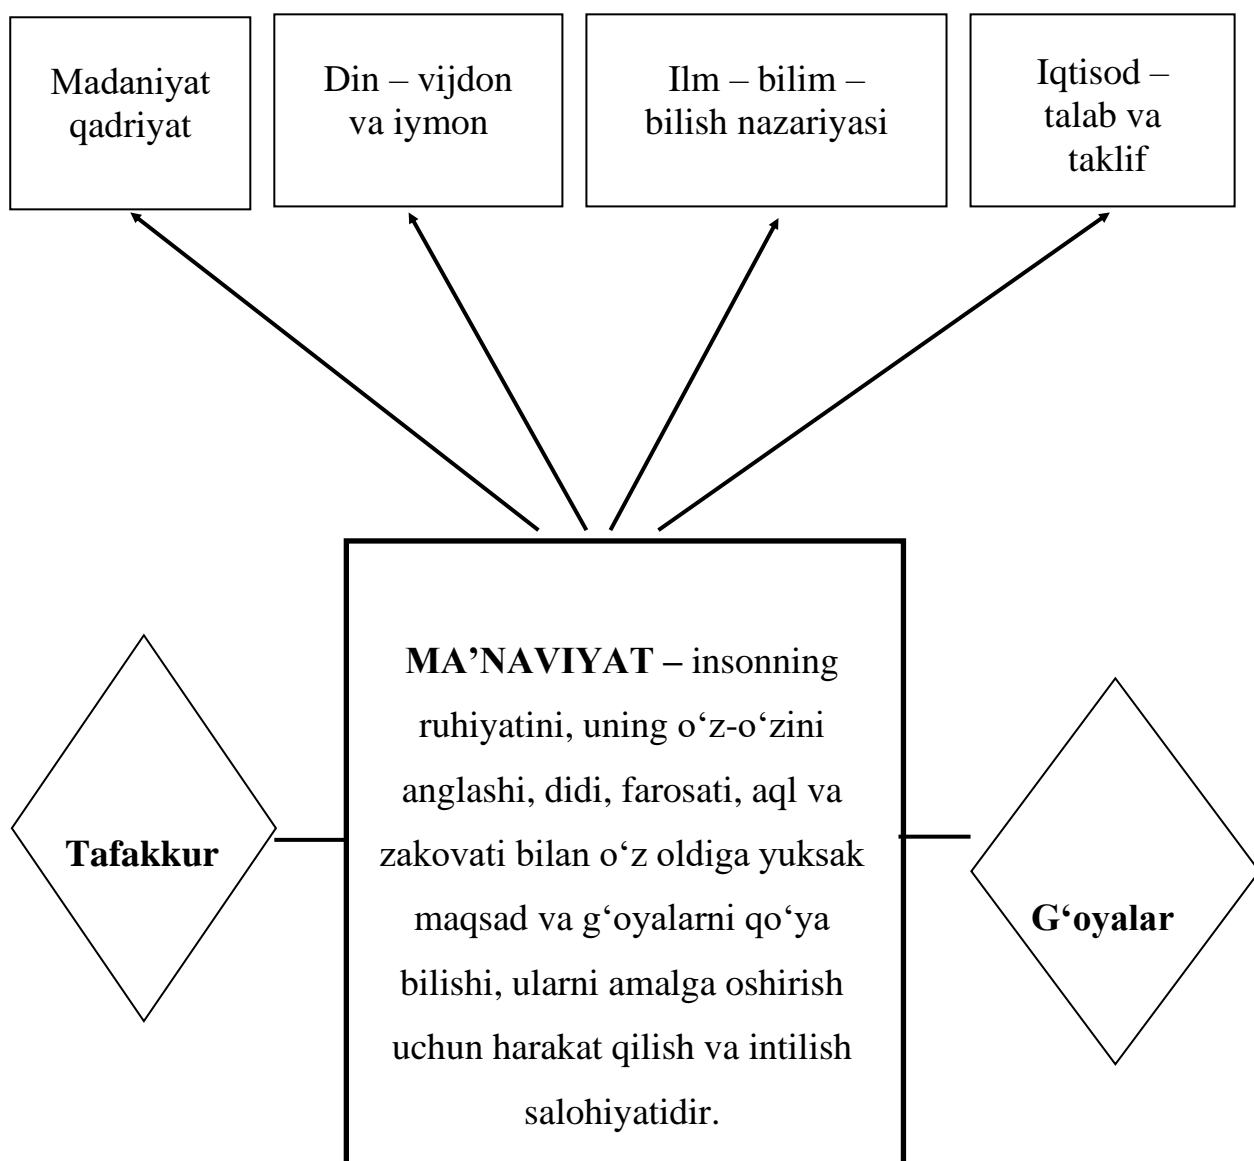 Madaniyat
qadriyat
Din – vijdon
va iymon
Ilm – bilim –
bilish nazariyasi
Iqtisod –
talab va
taklif
MA’NAVIYAT – insonning
ruhiyatini, uning o‘z-o‘zini
anglashi, didi, farosati, aql va
zakovati bilan o‘z oldiga yuksak
maqsad va g‘oyalarni qo‘ya
bilishi, ularni amalga oshirish
uchun harakat qilish va intilish
salohiyatidir.
Tafakkur
G‘oyalar